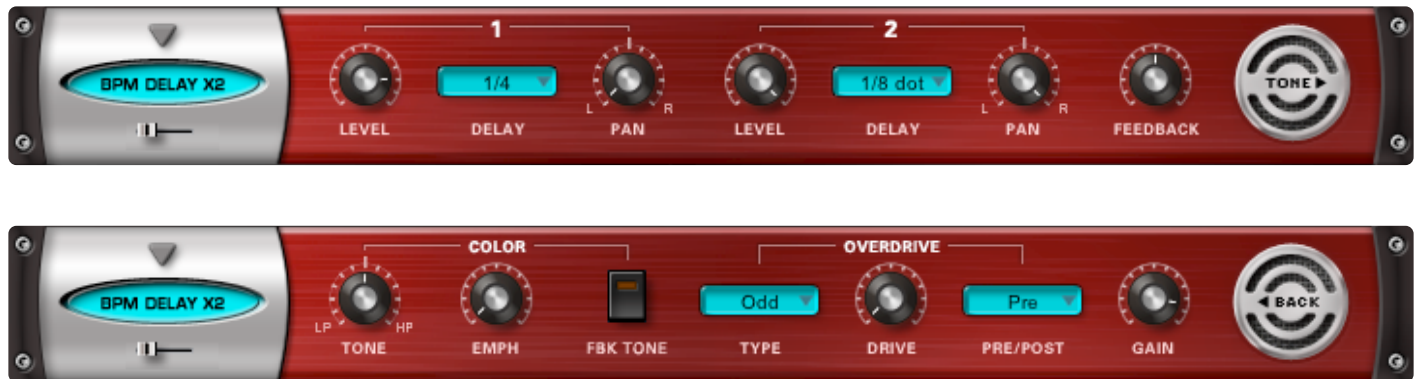 1 2
BPM DELAY X2 1/4 1/8 dot TONE
L R L R
LEVEL DELAY PAN LEVEL DELAY PAN FEEDBACK
COLOR OVERDRIVE
BPM DELAY X2 Odd Pre BACK
LP HP
TONE EMPH FBK TONE TYPE DRIVE PRE/POST GAIN